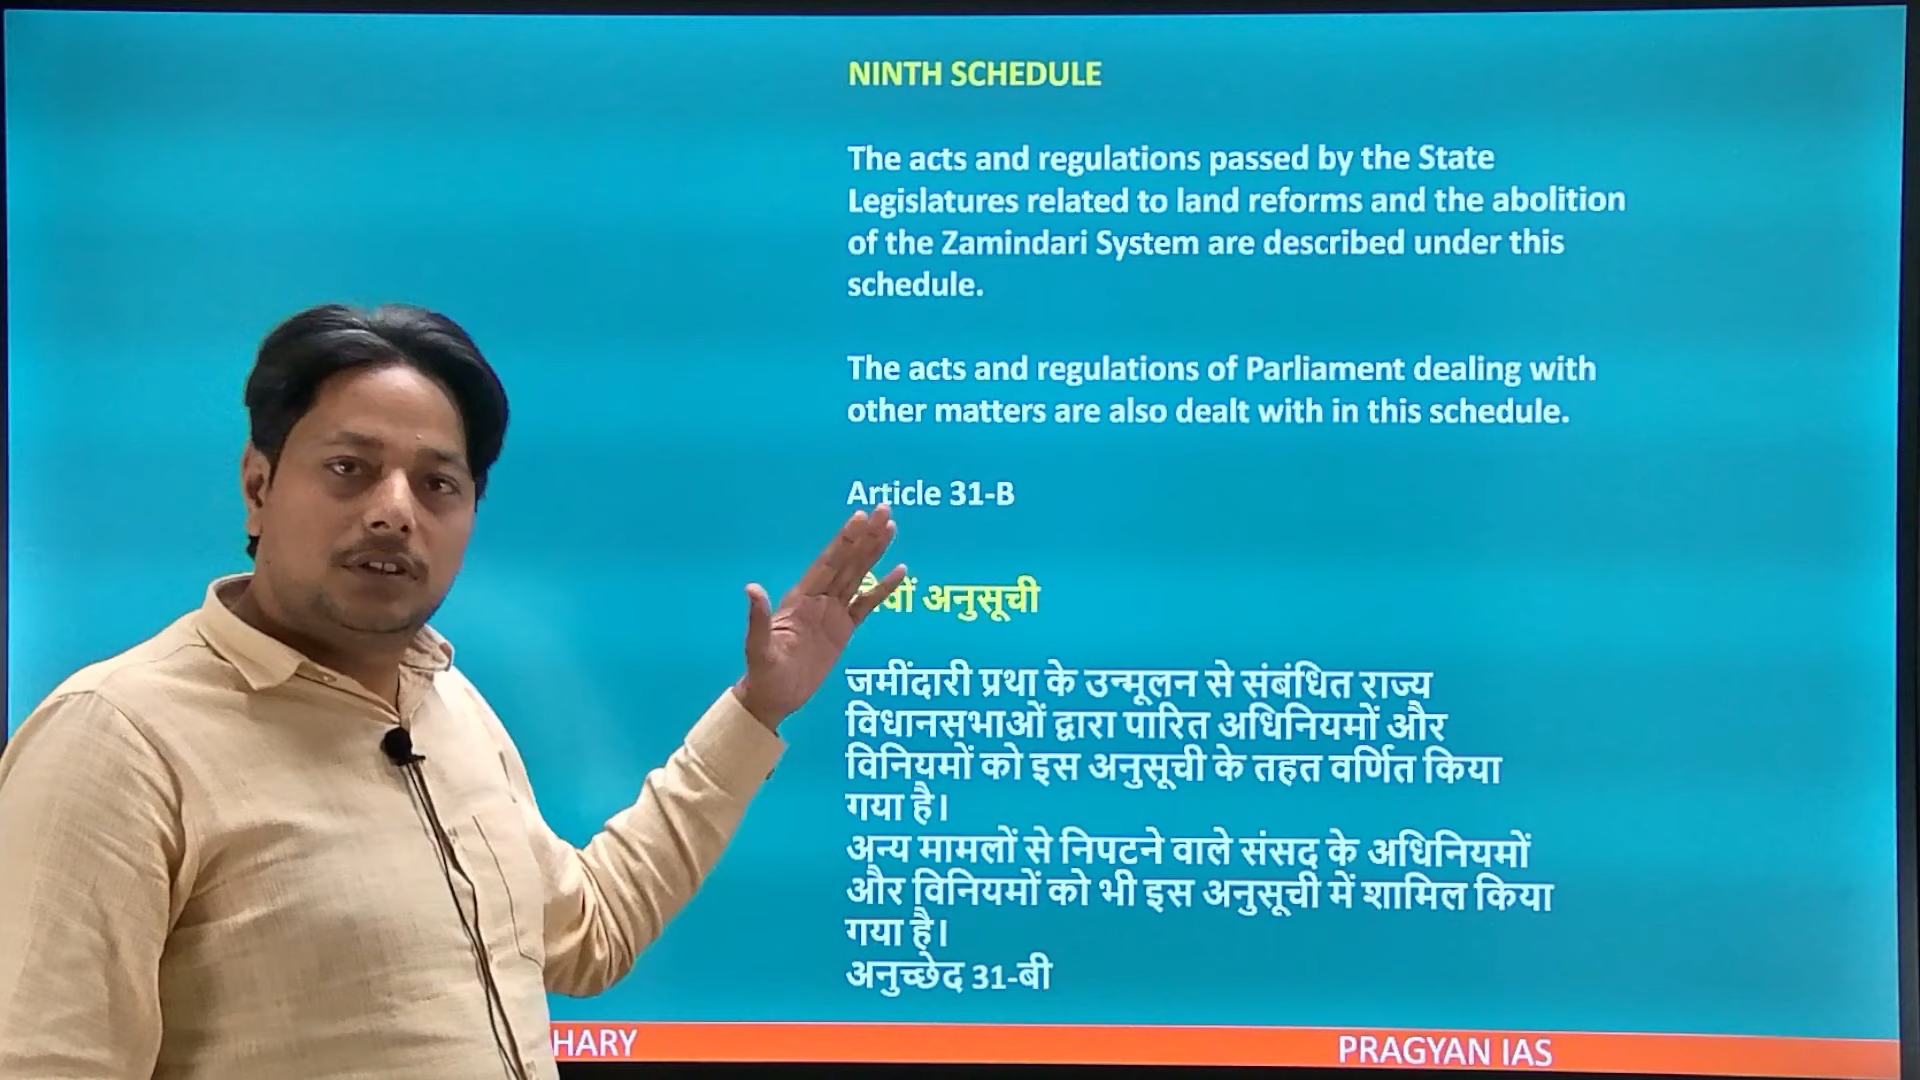 NINTH SCHEDULE
The acts and regulations passed by the State
Legislatures related to land reforms and the abolition
of the Zamindari System are described under this
schedule.
The acts and regulations of Parliament dealing with
other matters are also dealt with in this schedule.
Article 31-B
अनुसूची
जमींदारी प्रथा के उन्मूलन से संबंधित राज्य
विधानसभाओं द्वारा पारित अधिनियमों और
विनियमों को इस अनुसूची के तहत वर्णित किया
गया है।
अन्य मामलों से निपटने वाले संसद के अधिनियमों
और विनियमों को भी इस अनुसूची में शामिल किया
गया है।
अनुच्छेद 31-बी
PRAGYAN IAS